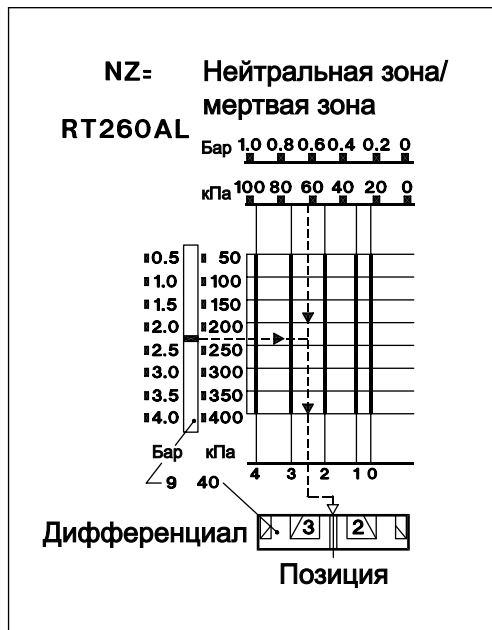 NZ= Нейтральная зона/
мертвая зона
RT260AL
Бар 1.0 0.8 0.6 0.4 0.2 0
кПа 100 80 60 40 20 0
0.5 50
1.0 100
1.5 150
2.0 200
2.5 250
3.0 300
3.5 350
4.0 400
Бар кПа 4 3 2 1 0
9 40
Дифференциал 3 2
Позиция